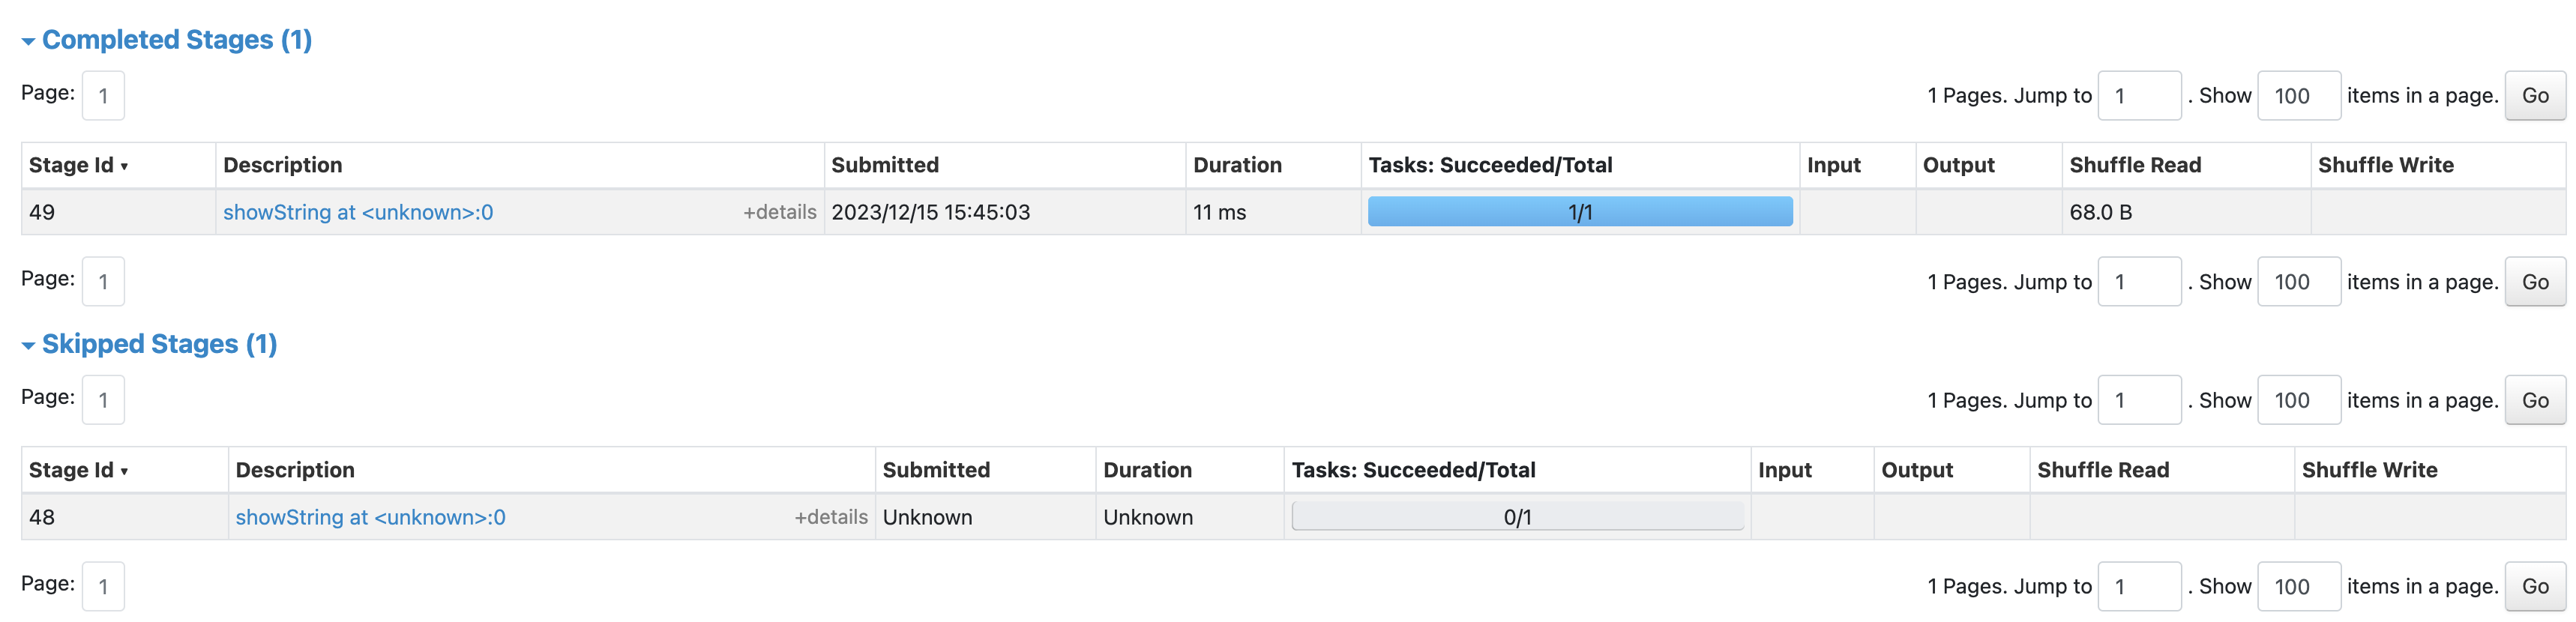 Completed Stages (1)
Page: 1 1 Pages. Jump to 1 . Show 100 items in a page. Go
Stage Id ▾ Description Submitted Duration Tasks: Succeeded/Total Input Output Shuffle Read Shuffle Write
49 showString at <unknown>:0 +details 2023/12/15 15:45:03 11 ms 1/1 68.0 B
Page: 1 1 Pages. Jump to 1 . Show 100 items in a page. Go
Skipped Stages (1)
Page: 1 1 Pages. Jump to 1 . Show 100 items in a page. Go
Stage Id ▾ Description Submitted Duration Tasks: Succeeded/Total Input Output Shuffle Read Shuffle Write
48 showString at <unknown>:0 +details Unknown Unknown 0/1
Page: 1 1 Pages. Jump to 1 . Show 100 items in a page. Go